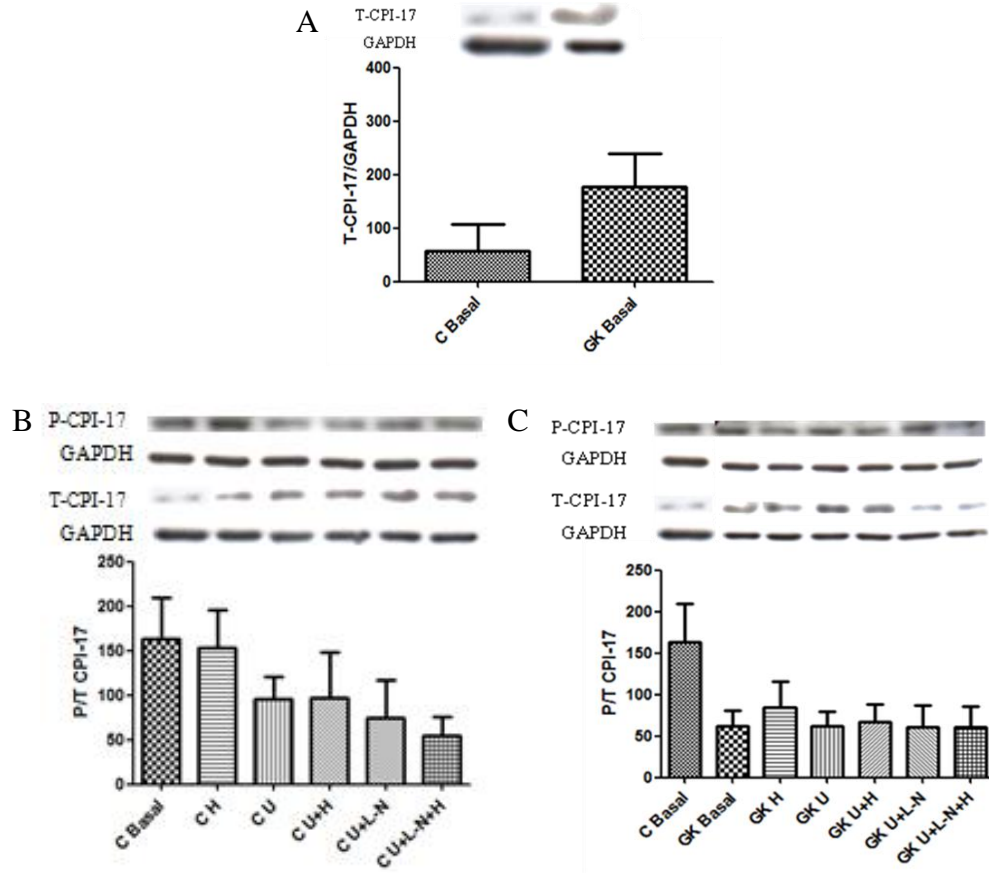 A
T-CPI-17
GAPDH
400
300
200
100
0
T-CPI-17/GAPDH
C Basal
GK Basal
B
P-CPI-17
GAPDH
T-CPI-17
GAPDH
250
200
150
100
50
0
P/T CPI-17
C Basal
C H
C U
C U+H
C U+L-N
C U+L-N+H
C
P-CPI-17
GAPDH
T-CPI-17
GAPDH
250
200
150
100
50
0
P/T CPI-17
C Basal
GK Basal
GK H
GK U
GK U+H
GK U+L-N
GK U+L-N+H